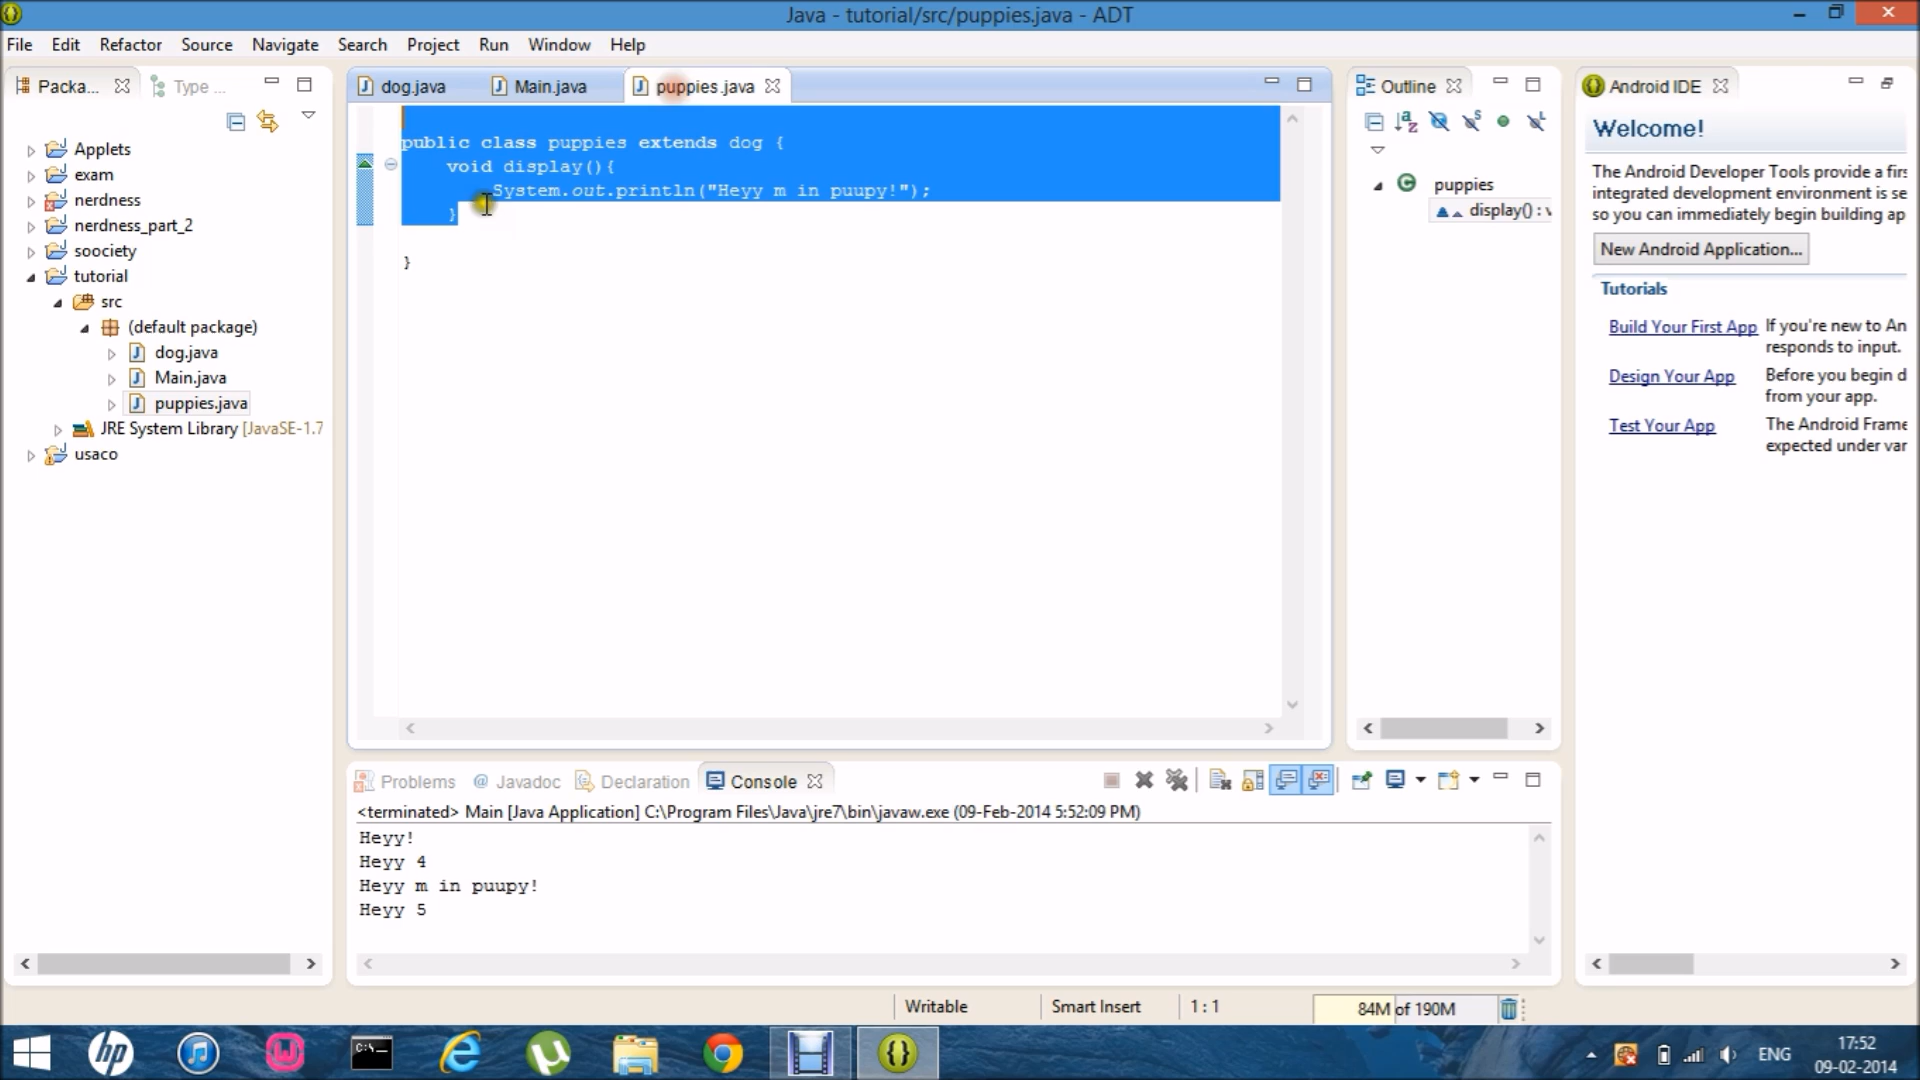 Java - tutorial/src/puppies.java - ADT
File Edit Refactor Source Navigate Search Project Run Window Help
Packa... Type ...
Applets
exam
nerdness
nerdness_part_2
soociety
tutorial
src
(default package)
dog.java
Main.java
puppies.java
JRE System Library [JavaSE-1.7
usaco
dog.java Main.java puppies.java
public class puppies extends dog {
void display(){
System.out.println("Heyy m in puupy!");
}
}
Outline
puppies
display() : v
Android IDE
Welcome!
The Android Developer Tools provide a firs
integrated development environment is se
so you can immediately begin building ap
New Android Application...
Tutorials
Build Your First App If you're new to An
responds to input.
Design Your App Before you begin d
from your app.
Test Your App The Android Frame
expected under var
Problems @ Javadoc Declaration Console
<terminated> Main [Java Application] C:\Program Files\Java\jre7\bin\javaw.exe (09-Feb-2014 5:52:09 PM)
Heyy!
Heyy 4
Heyy m in puupy!
Heyy 5
Writable Smart Insert 1 : 1 84M of 190M
hp
C:\_
ENG
17:52
09-02-2014